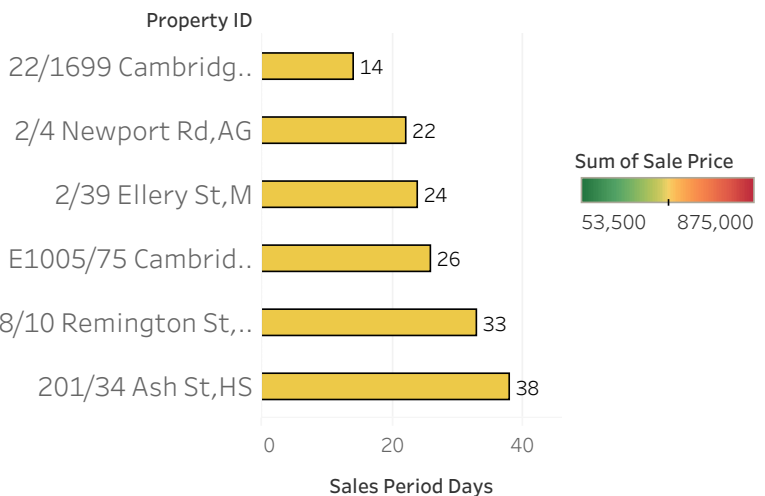 Property ID
22/1699 Cambridg..
14
2/4 Newport Rd,AG
22
2/39 Ellery St,M
24
E1005/75 Cambrid..
26
8/10 Remington St,..
33
201/34 Ash St,HS
38
0 20 40
Sales Period Days
Sum of Sale Price
53,500 875,000